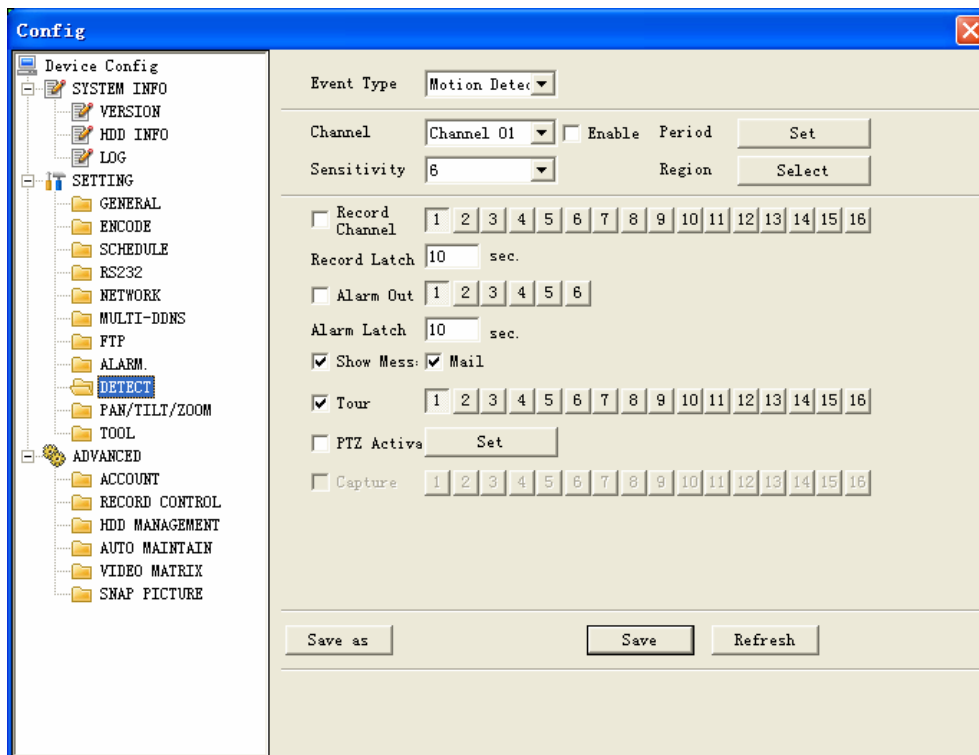 Config
Device Config
SYSTEM INFO
VERSION
HDD INFO
LOG
SETTING
GENERAL
ENCODE
SCHEDULE
RS232
NETWORK
MULTI-DDNS
FTP
ALARM.
DETECT
PAN/TILT/ZOOM
TOOL
ADVANCED
ACCOUNT
RECORD CONTROL
HDD MANAGEMENT
AUTO MAINTAIN
VIDEO MATRIX
SNAP PICTURE
Event Type Motion Detec
Channel Channel 01 Enable Period Set
Sensitivity 6 Region Select
Record Channel 1 2 3 4 5 6 7 8 9 10 11 12 13 14 15 16
Record Latch 10 sec.
Alarm Out 1 2 3 4 5 6
Alarm Latch 10 sec.
Show Mess: Mail
Tour 1 2 3 4 5 6 7 8 9 10 11 12 13 14 15 16
PTZ Activa Set
Capture 1 2 3 4 5 6 7 8 9 10 11 12 13 14 15 16
Save as Save Refresh